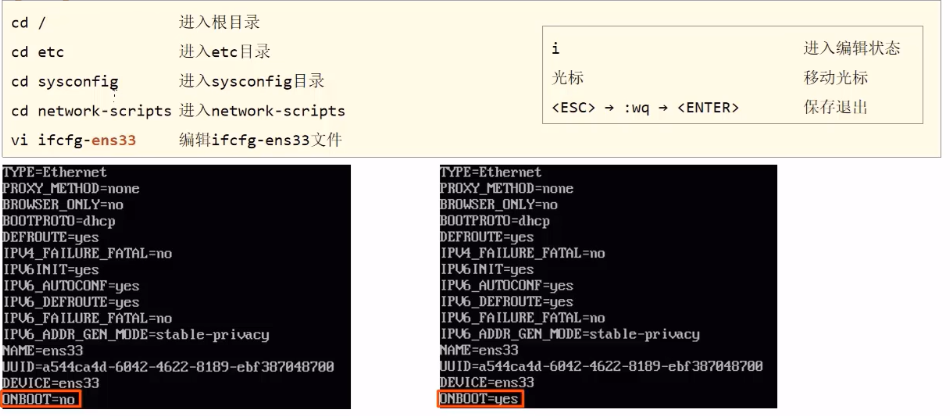 cd / 进入根目录
cd etc 进入etc目录
cd sysconfig 进入sysconfig目录
cd network-scripts 进入network-scripts
vi ifcfg-ens33 编辑ifcfg-ens33文件
i 进入编辑状态
光标 移动光标
<ESC> → :wq → <ENTER> 保存退出
TYPE=Ethernet
PROXY_METHOD=none
BROWSER_ONLY=no
BOOTPROTO=dhcp
DEFROUTE=yes
IPV4_FAILURE_FATAL=no
IPV6INIT=yes
IPV6_AUTOCONF=yes
IPV6_DEFROUTE=yes
IPV6_FAILURE_FATAL=no
IPV6_ADDR_GEN_MODE=stable-privacy
NAME=ens33
UUID=a544ca4d-6042-4622-8189-ebf387048700
DEVICE=ens33
ONBOOT=no
TYPE=Ethernet
PROXY_METHOD=none
BROWSER_ONLY=no
BOOTPROTO=dhcp
DEFROUTE=yes
IPV4_FAILURE_FATAL=no
IPV6INIT=yes
IPV6_AUTOCONF=yes
IPV6_DEFROUTE=yes
IPV6_FAILURE_FATAL=no
IPV6_ADDR_GEN_MODE=stable-privacy
NAME=ens33
UUID=a544ca4d-6042-4622-8189-ebf387048700
DEVICE=ens33
ONBOOT=yes